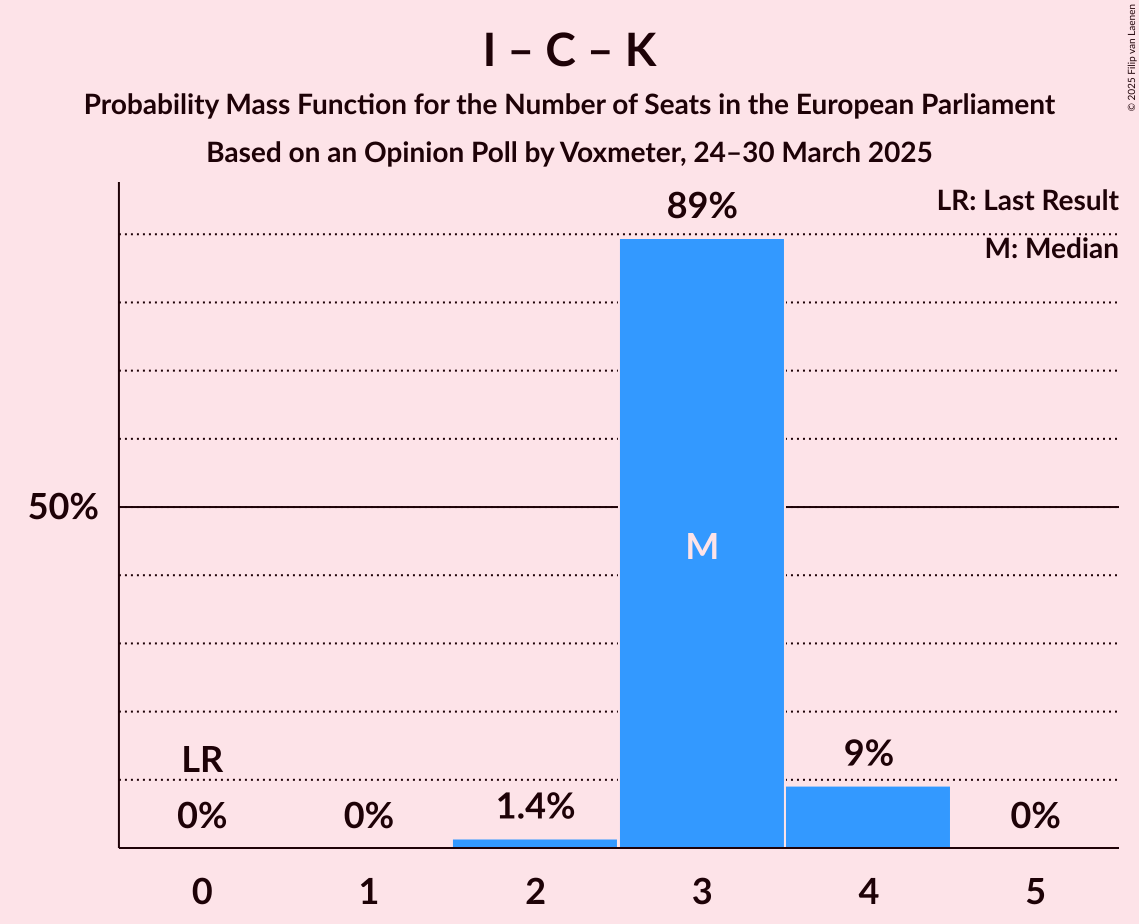 I – C – K
Probability Mass Function for the Number of Seats in the European Parliament
Based on an Opinion Poll by Voxmeter, 24–30 March 2025
© 2025 Filip van Laenen
LR: Last Result
M: Median
89%
50%
M
LR
0%
0%
1.4%
9%
0%
0
1
2
3
4
5